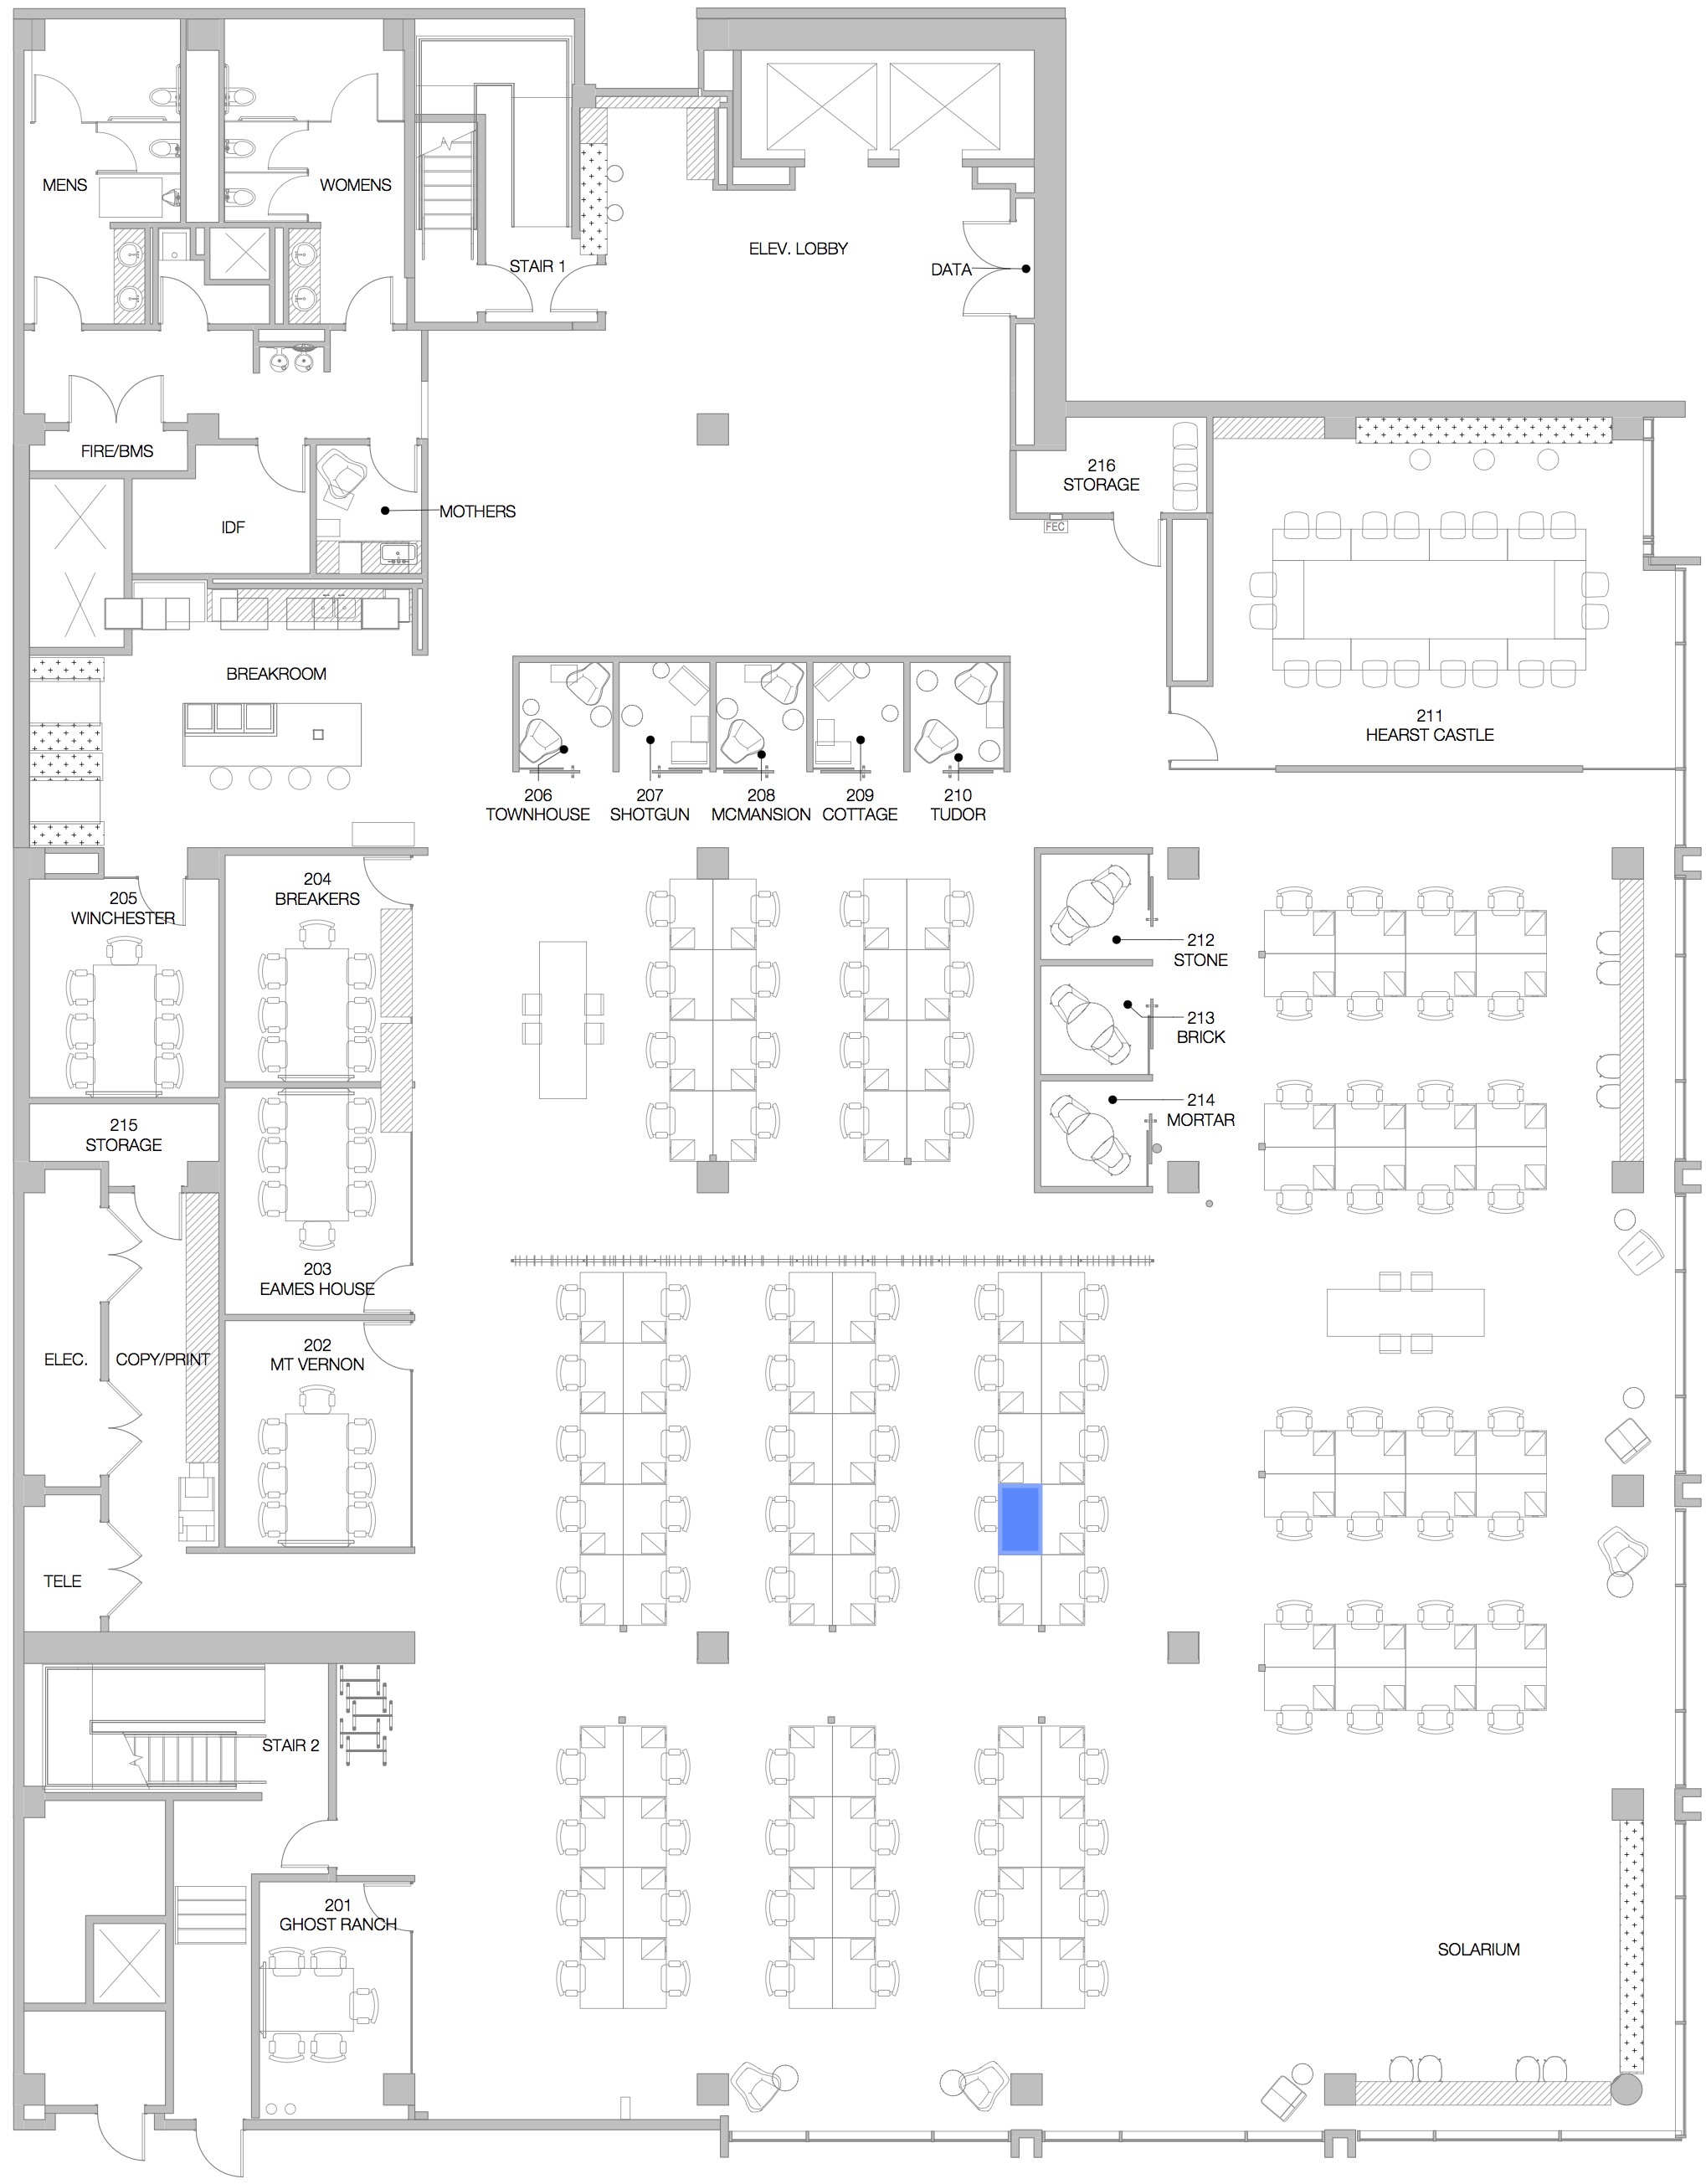 MENS
WOMENS
STAIR 1
ELEV. LOBBY
DATA
FIRE/BMS
IDF
MOTHERS
216
STORAGE
FEC
BREAKROOM
211
HEARST CASTLE
206
TOWNHOUSE
207
SHOTGUN
208
MCMANSION
209
COTTAGE
210
TUDOR
205
WINCHESTER
204
BREAKERS
212
STONE
213
BRICK
214
MORTAR
215
STORAGE
203
EAMES HOUSE
ELEC.
COPY/PRINT
202
MT VERNON
TELE
STAIR 2
201
GHOST RANCH
SOLARIUM